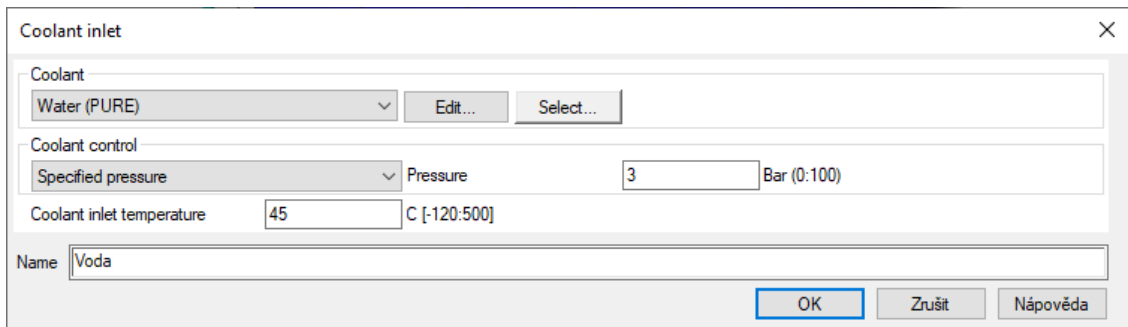 Coolant inlet
Coolant
Water (PURE) Edit... Select...
Coolant control
Specified pressure Pressure 3 Bar (0:100)
Coolant inlet temperature 45 C [-120:500]
Name Voda
OK Zrušit Nápověda